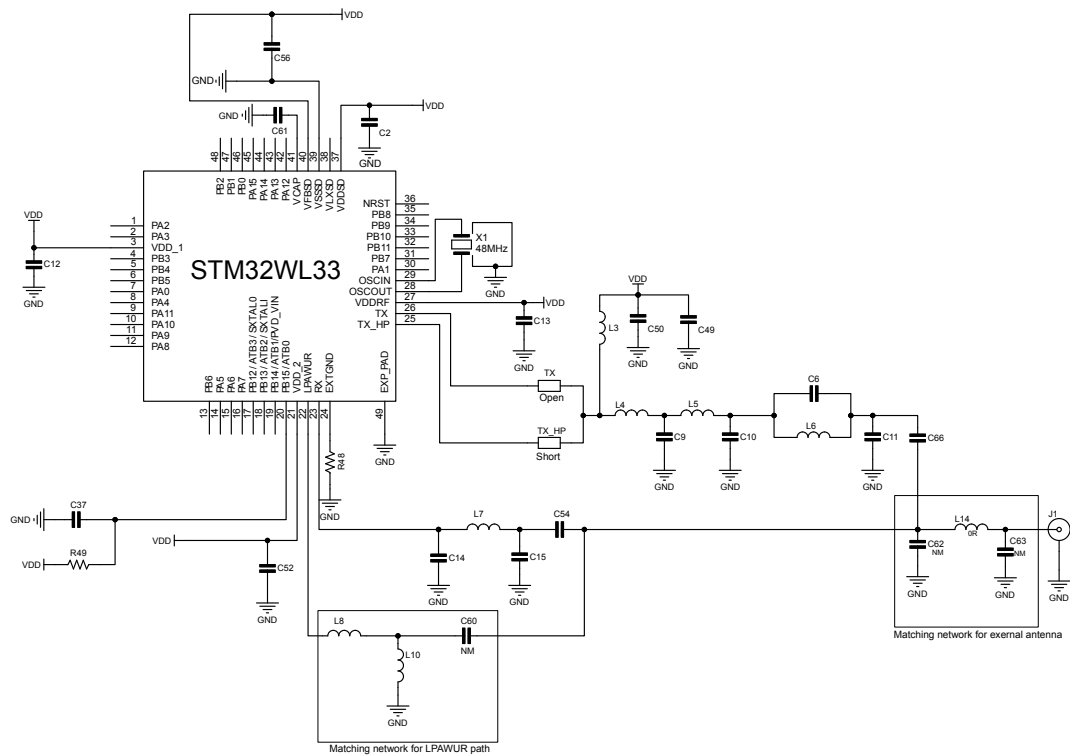 VDD
C56
GND
GND
C61
VDD
C2
GND
48
47
46
45
44
43
42
41
40
39
38
37
PB2
PB1
PB0
PA15
PA14
PA13
PA12
VCAP
VFBSD
VSSSD
VLXSD
VDDSD
VDD
C12
GND
1 PA2
2 PA3
3 VDD_1
4 PB3
5 PB4
6 PB5
7 PA0
8 PA4
9 PA11
10 PA10
11 PA9
12 PA8
STM32WL33
NRST 36
PB8 35
PB9 34
PB10 33
PB11 32
PB7 31
PA1 30
OSCIN 29
OSCOUT 28
VDDRF 27
TX 26
TX_HP 25
X1
48MHz
GND
VDD
C13
GND
PB6
PA5
PA6
PA7
PB12/ATB3/SXTAL0
PB13/ATB2/SXTAL1
PB14/ATB1/PVD_VIN
PB15/ATB0
VDD_2
LPAWUR
RX
EXTGND
EXP_PAD
13
14
15
16
17
18
19
20
21
22
23
24
49
GND
R48
GND
VDD
L3
C50
C49
GND
GND
TX
Open
TX_HP
Short
L4
L5
C6
L6
C9
C10
C11
C66
GND
GND
GND
C37
GND
R49
VDD
VDD
C52
GND
L7
C54
C14
C15
GND
GND
L14
0R
J1
C62
NM
C63
NM
GND
GND
GND
Matching network for exernal antenna
L8
C60
NM
L10
GND
Matching network for LPAWUR path